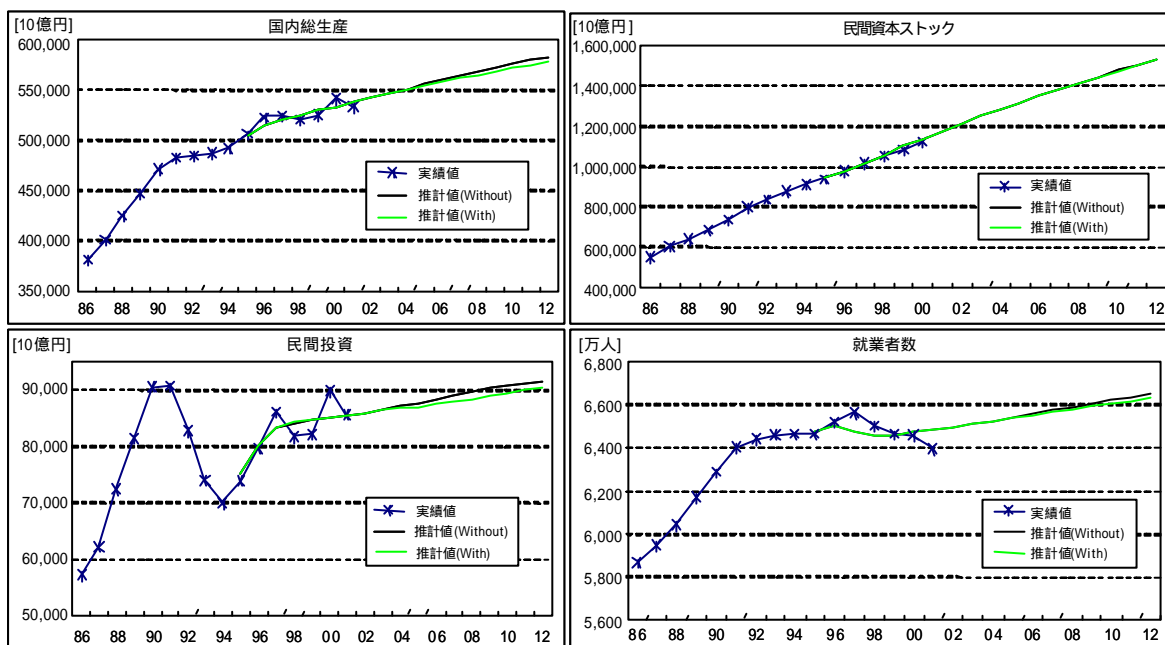 [10億円]
国内総生産
600,000
550,000
500,000
450,000
400,000
350,000
実績値
推計値(Without)
推計値(With)
86 88 90 92 94 96 98 00 02 04 06 08 10 12
[10億円]
民間資本ストック
1,600,000
1,400,000
1,200,000
1,000,000
800,000
600,000
400,000
実績値
推計値(Without)
推計値(With)
86 88 90 92 94 96 98 00 02 04 06 08 10 12
[10億円]
民間投資
90,000
80,000
70,000
60,000
50,000
実績値
推計値(Without)
推計値(With)
86 88 90 92 94 96 98 00 02 04 06 08 10 12
[万人]
就業者数
6,800
6,600
6,400
6,200
6,000
5,800
5,600
実績値
推計値(Without)
推計値(With)
86 88 90 92 94 96 98 00 02 04 06 08 10 12